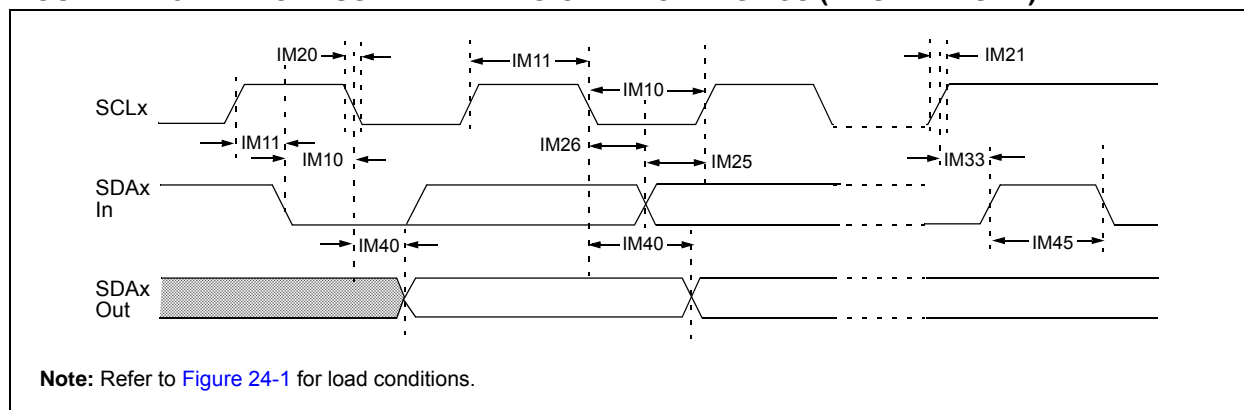 IM20
IM11
IM21
IM10
SCLx
IM11
IM26
IM10
IM25
IM33
SDAx
In
IM40
IM40
IM45
SDAx
Out
Note: Refer to Figure 24-1 for load conditions.